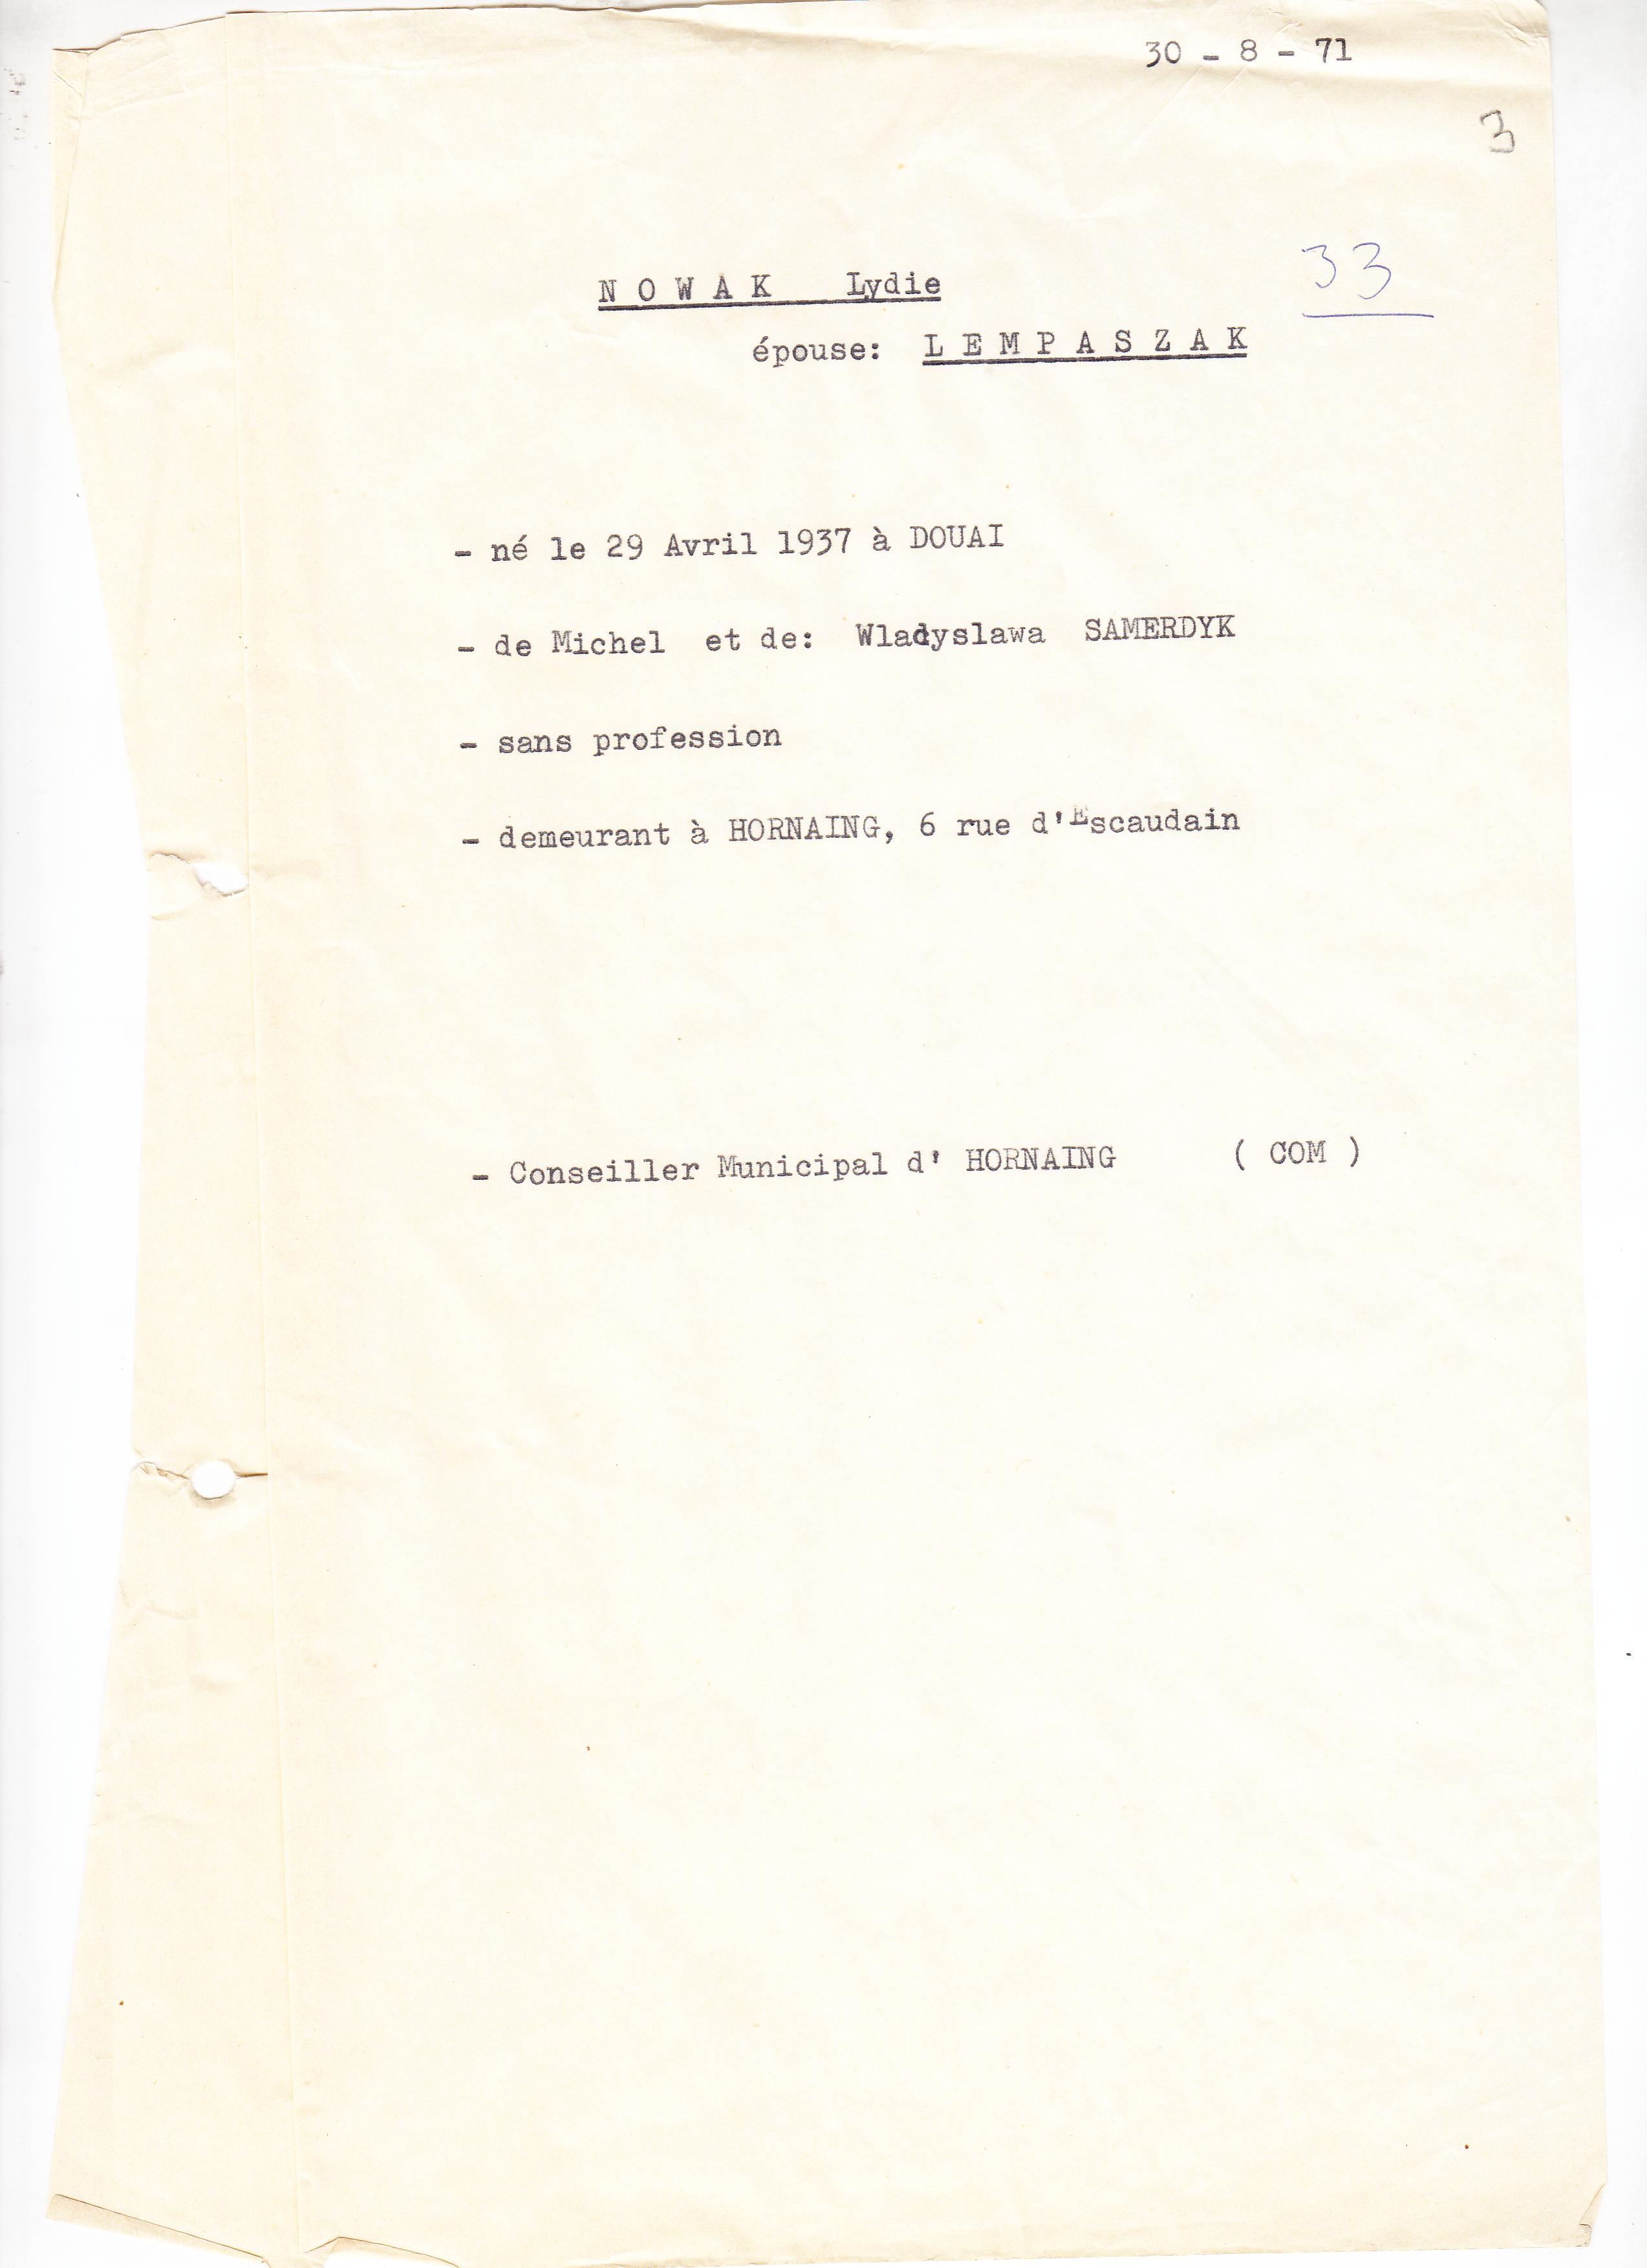 30 - 8 - 71
3
33
N O W A K Lydie
épouse: L E M P A S Z A K
- né le 29 Avril 1937 à DOUAI
- de Michel et de: Wladyslawa SAMERDYK
- sans profession
- demeurant à HORNAING, 6 rue d'Escaudain
- Conseiller Municipal d' HORNAING ( COM )